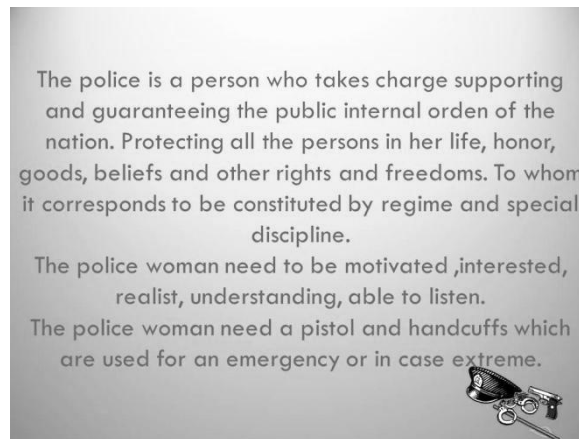 The police is a person who takes charge supporting
and guaranteeing the public internal orden of the
nation. Protecting all the persons in her life, honor,
goods, beliefs and other rights and freedoms. To whom
it corresponds to be constituted by regime and special
discipline.
The police woman need to be motivated ,interested,
realist, understanding, able to listen.
The police woman need a pistol and handcuffs which
are used for an emergency or in case extreme.